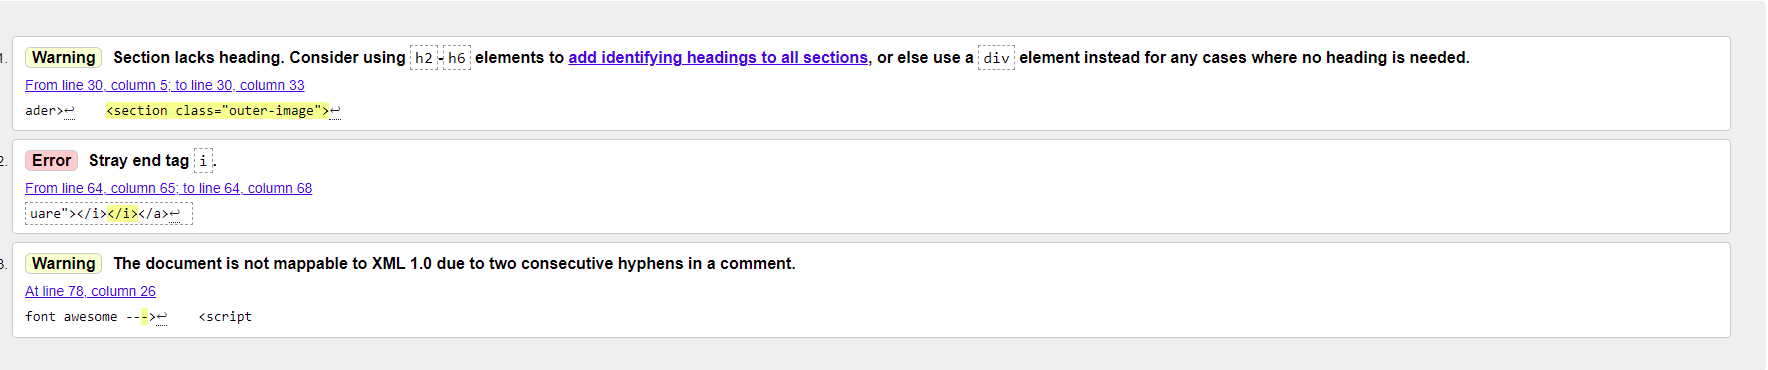 1. Warning Section lacks heading. Consider using h2-h6 elements to add identifying headings to all sections, or else use a div element instead for any cases where no heading is needed.
From line 30, column 5; to line 30, column 33
ader>↩ <section class="outer-image">↩
2. Error Stray end tag i.
From line 64, column 65; to line 64, column 68
uare"></i></i></a>↩
3. Warning The document is not mappable to XML 1.0 due to two consecutive hyphens in a comment.
At line 78, column 26
font awesome --->↩ <script